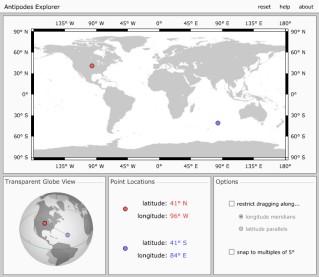 Antipodes Explorer
reset help about
135° W 90° W 45° W 0° 45° E 90° E 135° E 180°
90° N 90° N
60° N 60° N
30° N 30° N
0° 0°
30° S 30° S
60° S 60° S
90° S 90° S
135° W 90° W 45° W 0° 45° E 90° E 135° E 180°
Transparent Globe View
Point Locations
latitude: 41° N
longitude: 96° W
latitude: 41° S
longitude: 84° E
Options
restrict dragging along...
longitude meridians
latitude parallels
snap to multiples of 5°